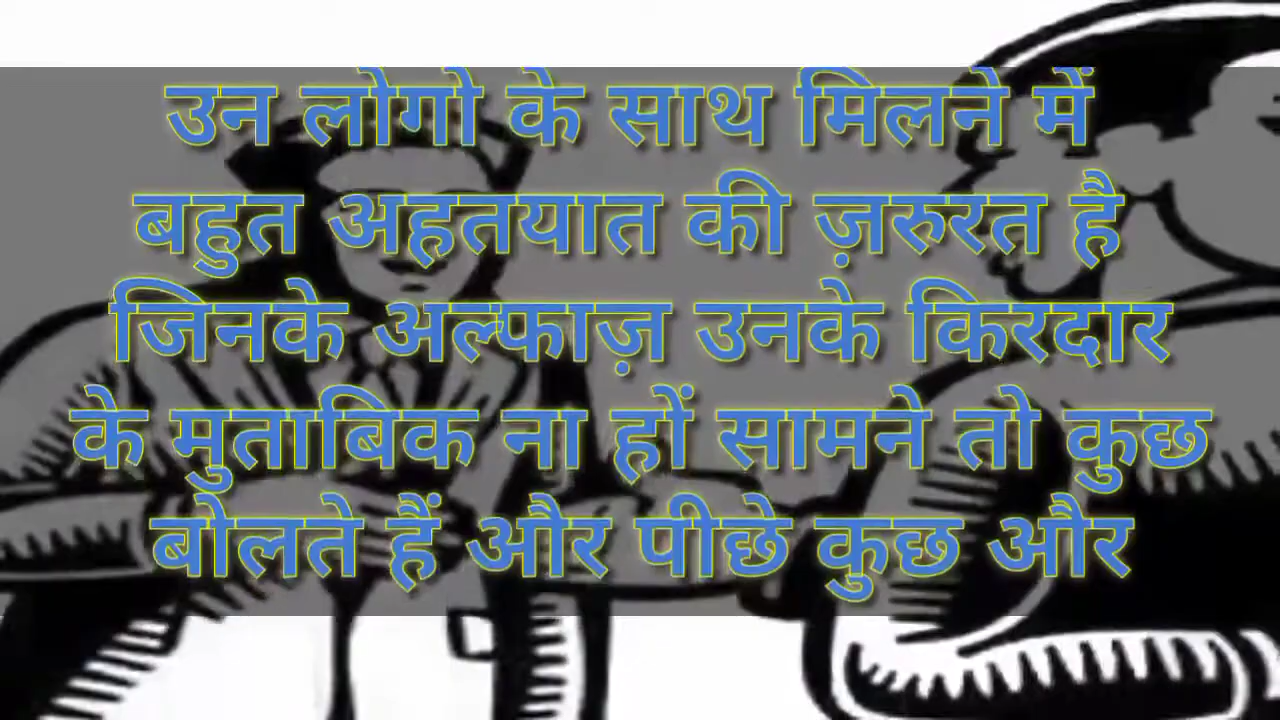 उन लोगो के साथ मिलने में
बहुत अहतयात की ज़रुरत है
जिनके अल्फाज़ उनके किरदार
के मुताबिक ना हों सामने तो कुछ
बोलते हैं और पीछे कुछ और